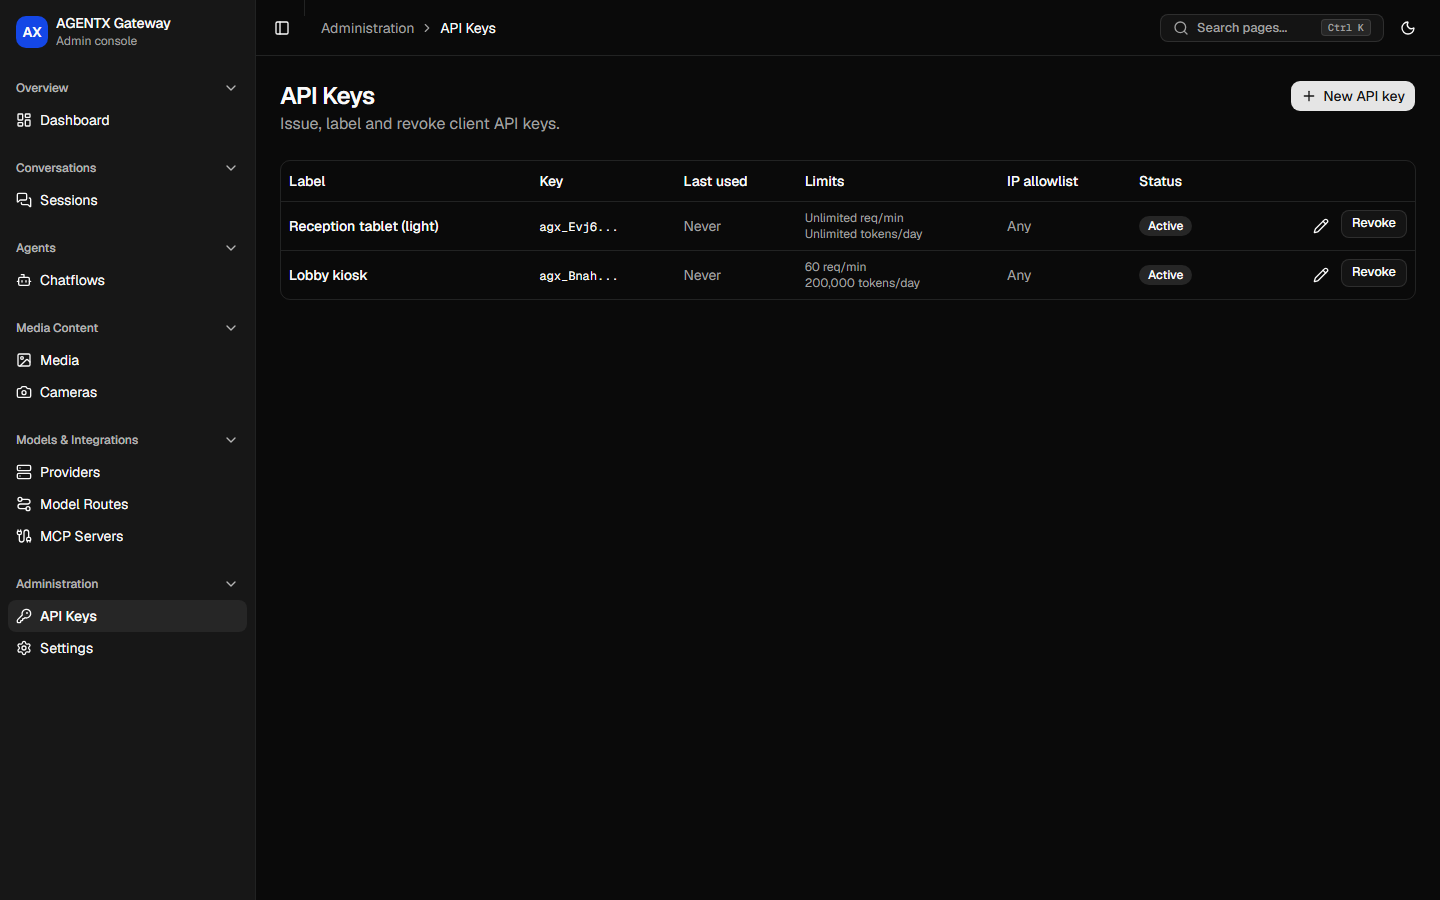 AX
AGENTX Gateway
Admin console
Overview
Dashboard
Conversations
Sessions
Agents
Chatflows
Media Content
Media
Cameras
Models & Integrations
Providers
Model Routes
MCP Servers
Administration
API Keys
Settings
Administration > API Keys
Search pages... Ctrl K
API Keys
Issue, label and revoke client API keys.
+ New API key
Label Key Last used Limits IP allowlist Status
Reception tablet (light) agx_Evj6... Never Unlimited req/min Any Active Revoke
Unlimited tokens/day
Lobby kiosk agx_Bnah... Never 60 req/min Any Active Revoke
200,000 tokens/day